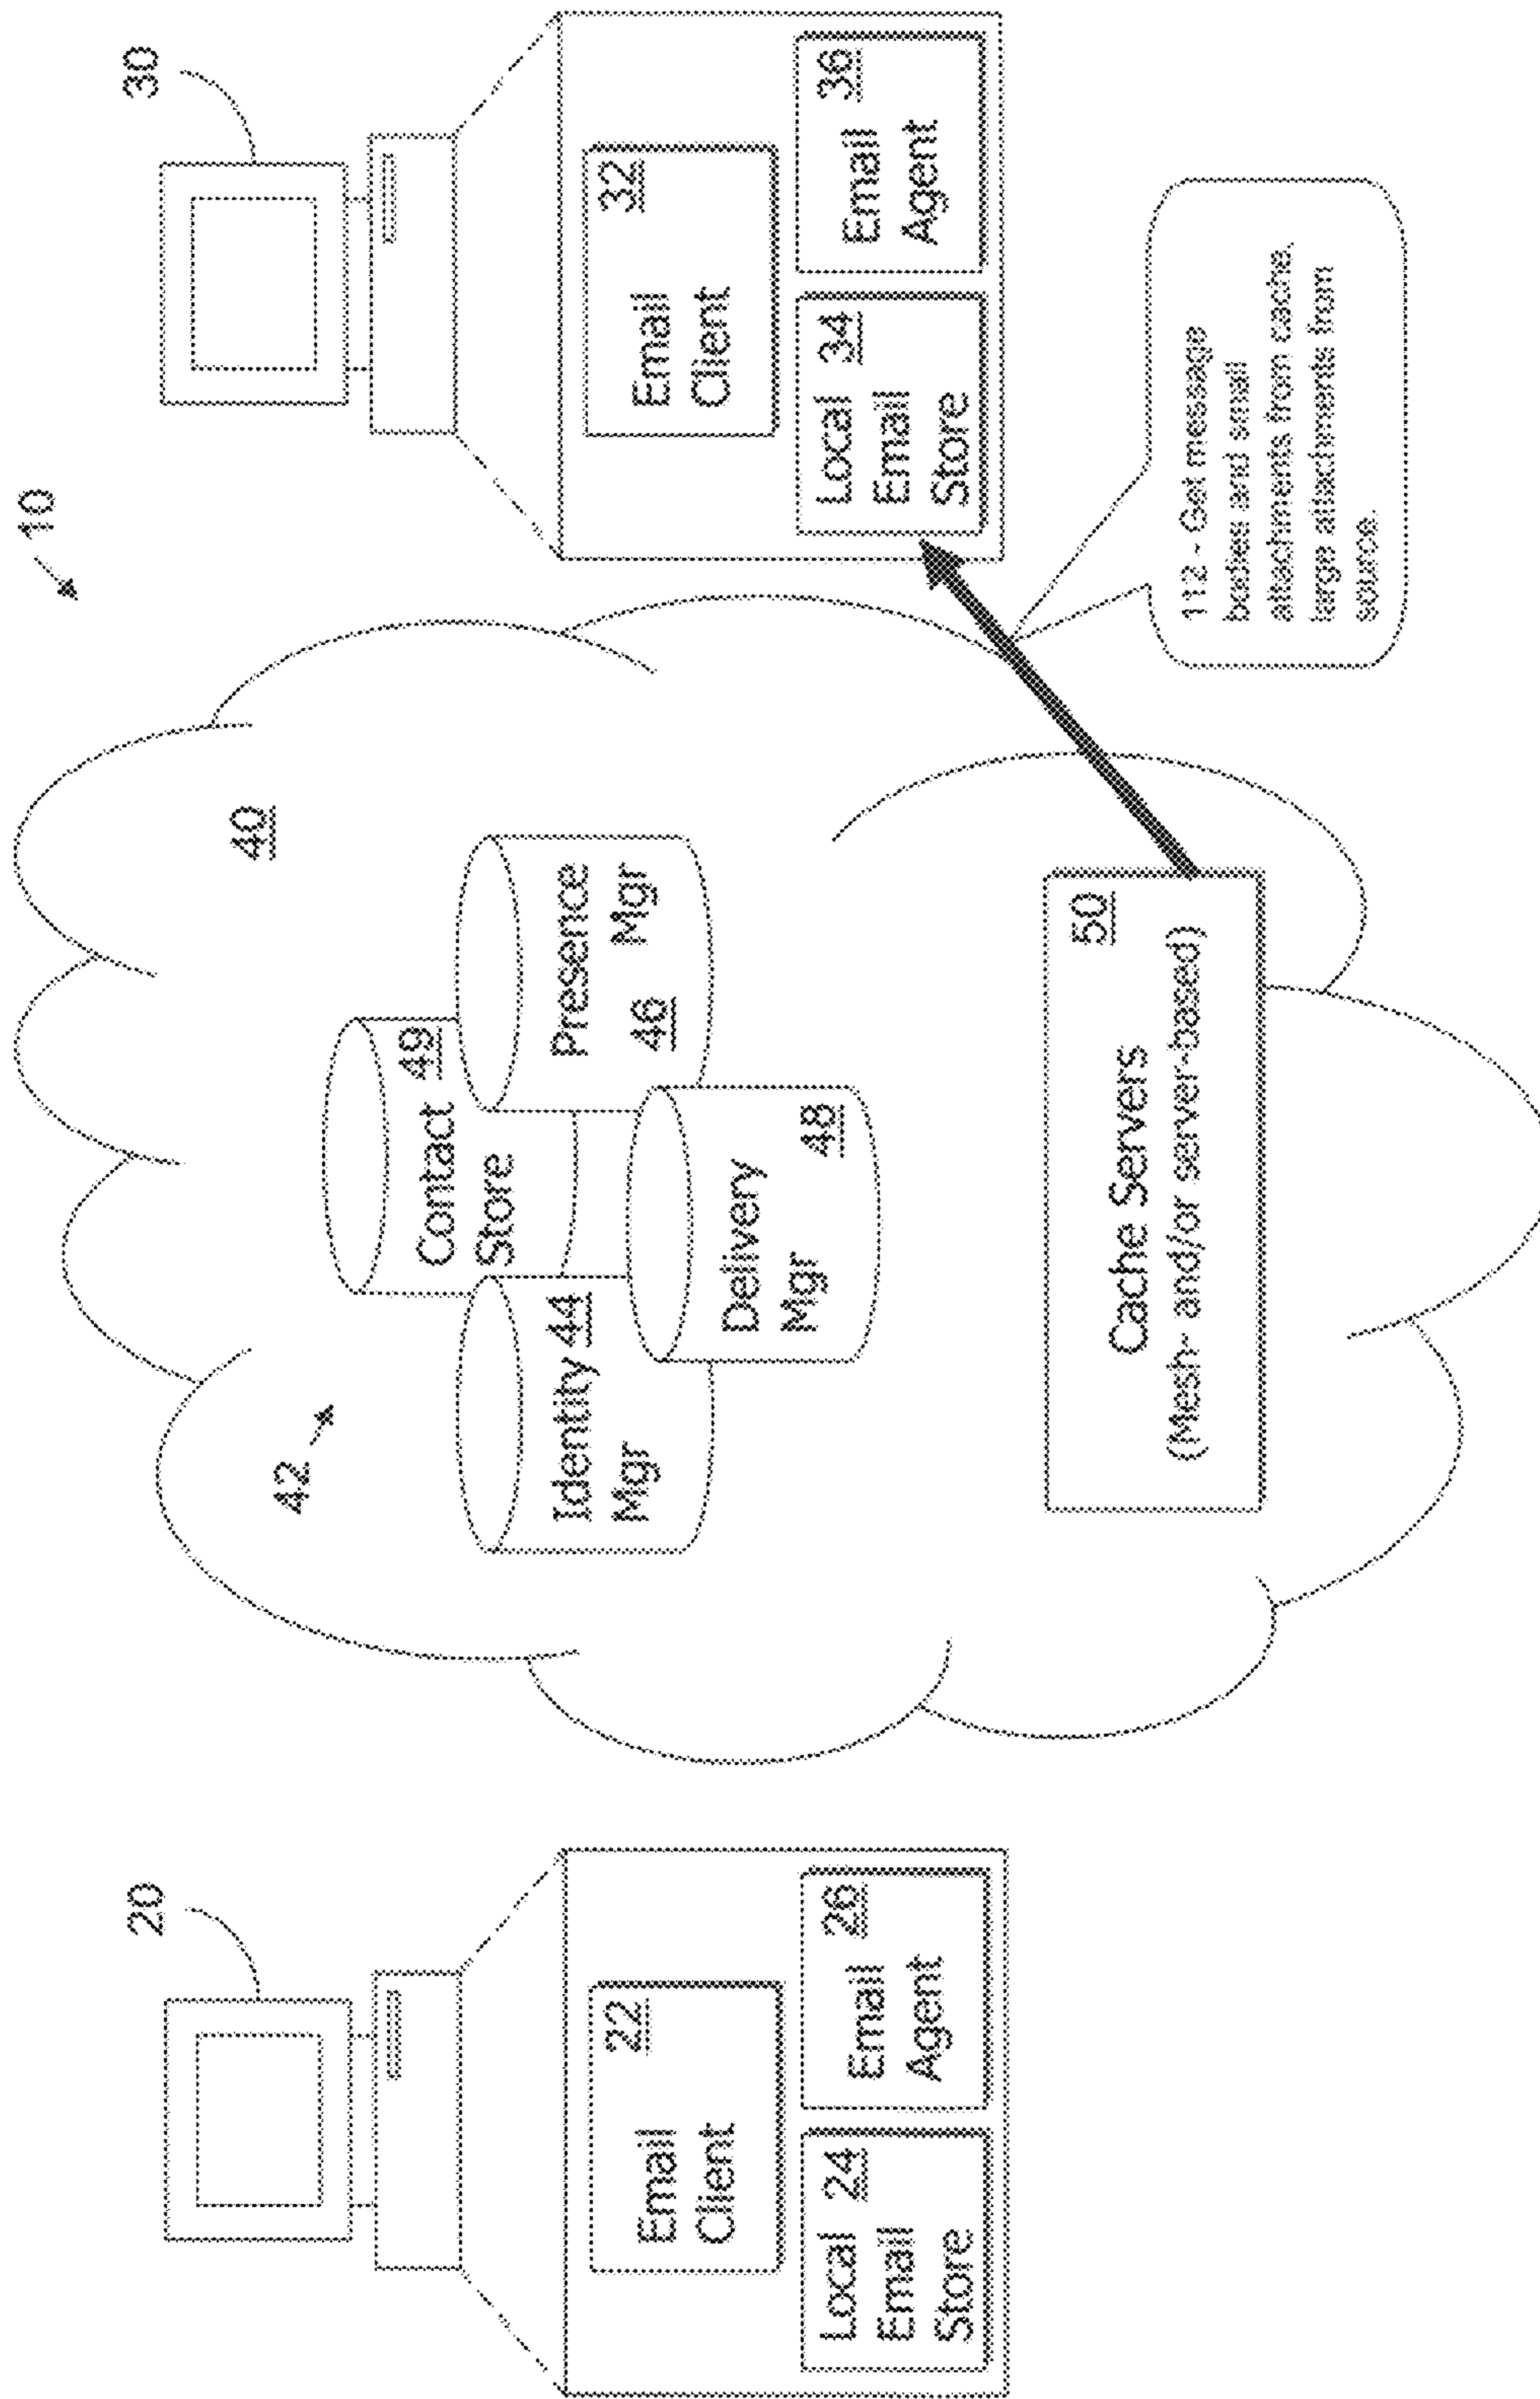 10
20
Email
22
Client
Local
24
Email
Store
Email
26
Agent
42
40
Contact
49
Store
Identity
44
Mgr
Presence
Mgr
46
Delivery
48
Mgr
50
Cache Servers
(Mesh- and/or server-based)
30
Email
32
Client
Local
34
Email
Store
Email
36
Agent
112 - Get message
bodies and small
attachments from cache,
large attachments from
source.